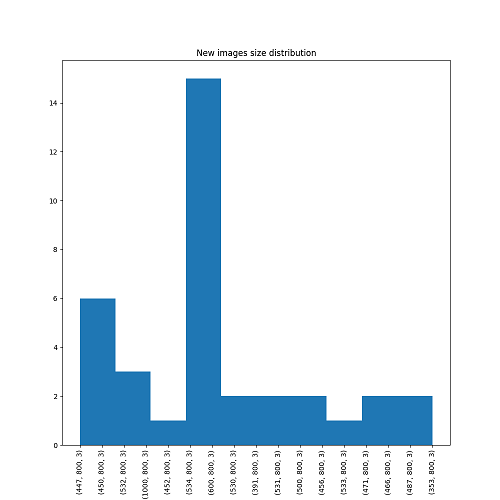 New images size distribution
14
12
10
8
6
4
2
0
(447, 800, 3)
(450, 800, 3)
(532, 800, 3)
(1000, 800, 3)
(452, 800, 3)
(534, 800, 3)
(600, 800, 3)
(530, 800, 3)
(391, 800, 3)
(531, 800, 3)
(500, 800, 3)
(456, 800, 3)
(533, 800, 3)
(471, 800, 3)
(466, 800, 3)
(487, 800, 3)
(353, 800, 3)